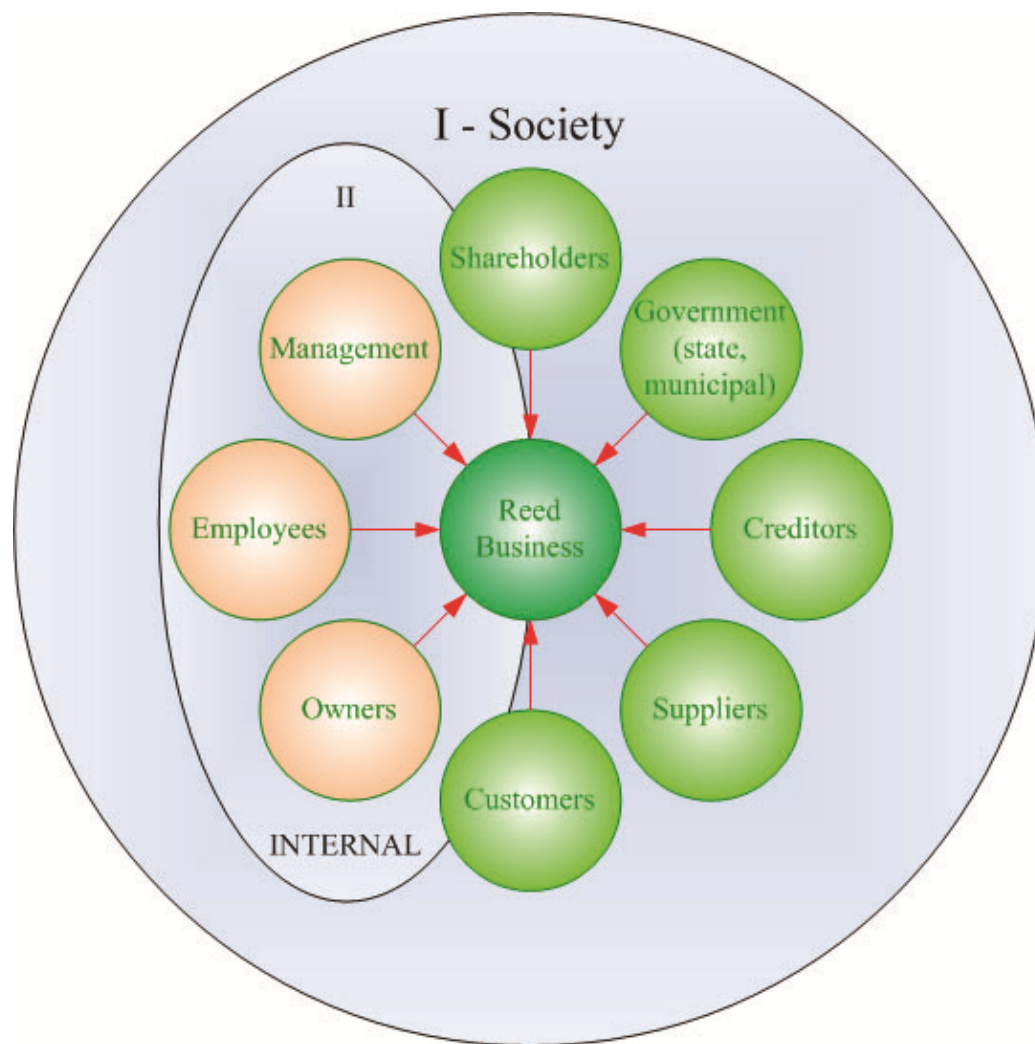 I - Society
II
Shareholders
Government
(state,
municipal)
Management
Employees
Reed
Business
Creditors
Owners
Suppliers
Customers
INTERNAL